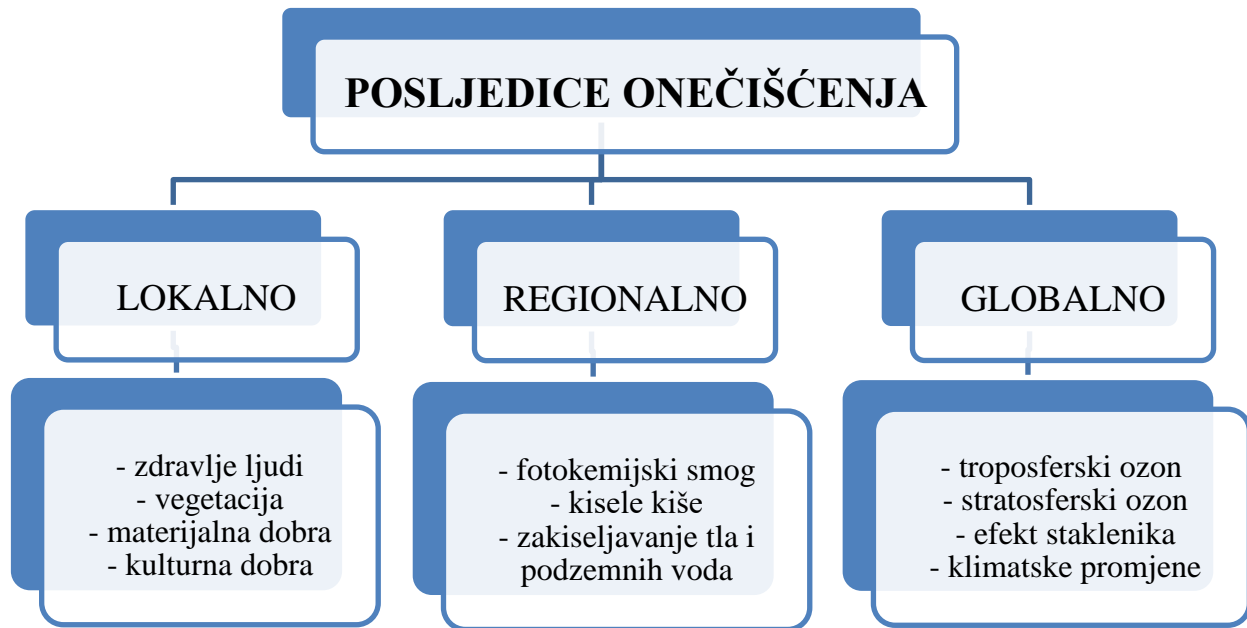 POSLJEDICE ONEČIŠĆENJA
LOKALNO
- zdravlje ljudi
- vegetacija
- materijalna dobra
- kulturna dobra
REGIONALNO
- fotokemijski smog
- kisele kiše
- zakiseljavanje tla i
podzemnih voda
GLOBALNO
- troposferski ozon
- stratosferski ozon
- efekt staklenika
- klimatske promjene